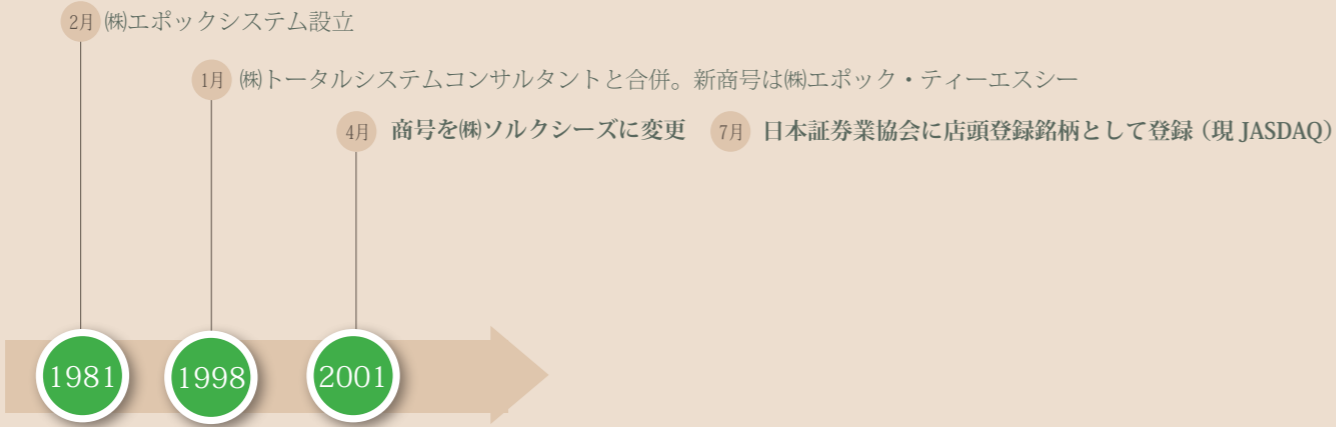 2月 ㈱エポックシステム設立
1月 ㈱トータルシステムコンサルタントと合併。新商号は㈱エポック・ティーエスシー
4月 商号を㈱ソルクシーズに変更 7月 日本証券業協会に店頭登録銘柄として登録（現 JASDAQ）
1981 1998 2001